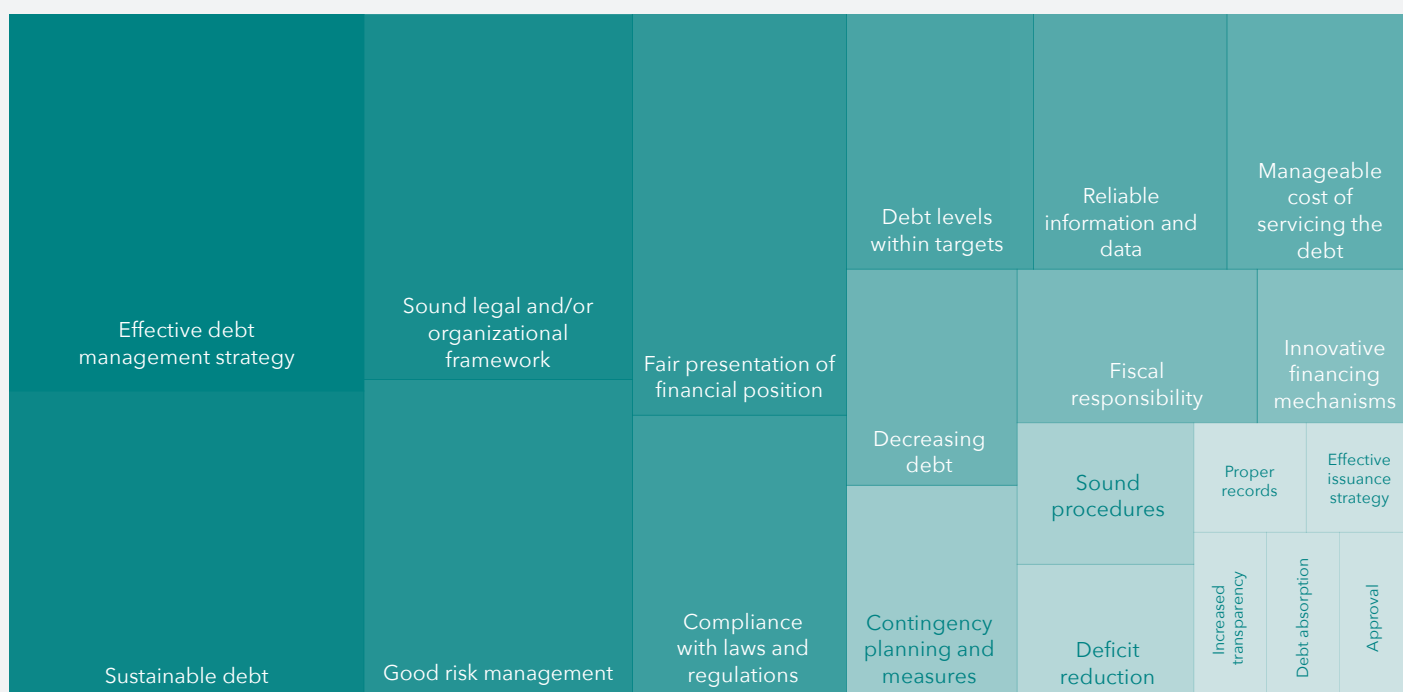 Effective debt
management strategy
Sustainable debt
Sound legal and/or
organizational
framework
Good risk management
Fair presentation of
financial position
Compliance
with laws and
regulations
Debt levels
within targets
Reliable
information and
data
Manageable
cost of
servicing the
debt
Decreasing
debt
Fiscal
responsibility
Innovative
financing
mechanisms
Contingency
planning and
measures
Sound
procedures
Deficit
reduction
Proper
records
Effective
issuance
strategy
Increased
transparency
Debt absorption
Approval